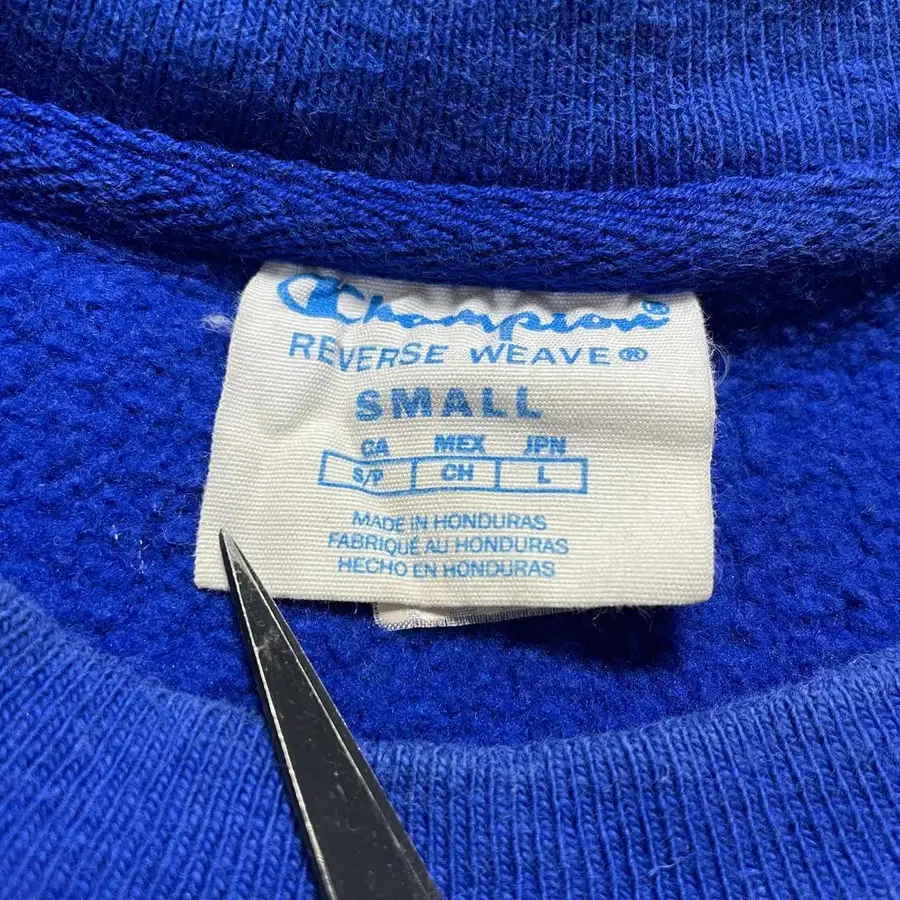 Champion®
REVERSE WEAVE®
SMALL
CA MEX JPN
S/P CH L
MADE IN HONDURAS
FABRIQUÉ AU HONDURAS
HECHO EN HONDURAS